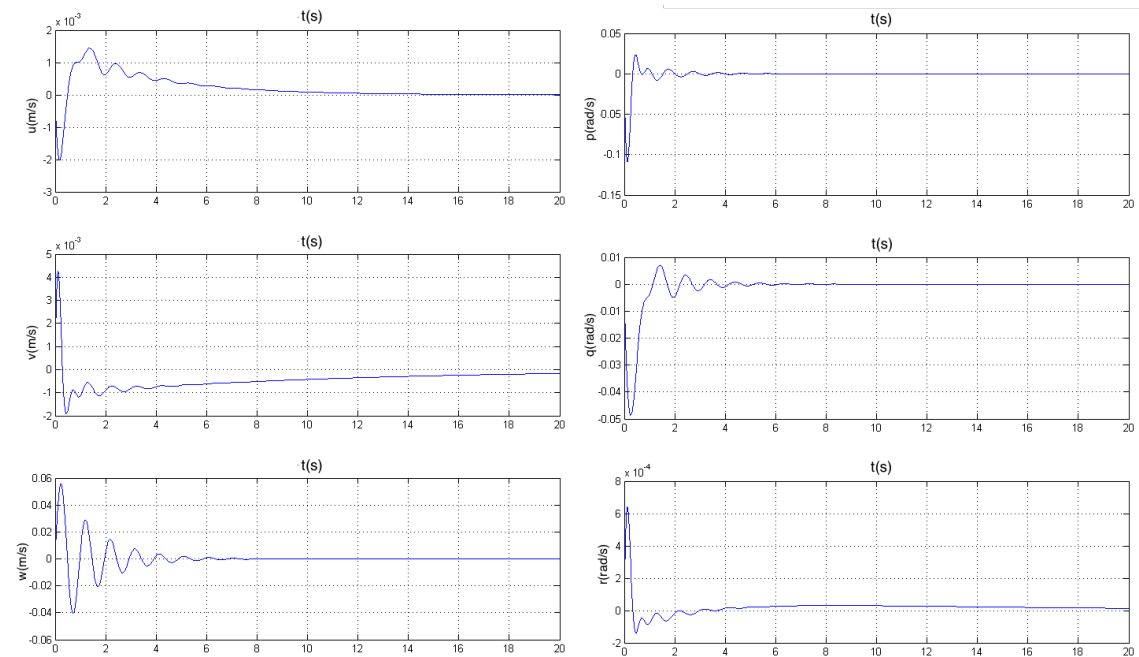 t(s)
x 10⁻³
2
1
0
-1
-2
-3
u(m/s)
0 2 4 6 8 10 12 14 16 18 20
t(s)
0.05
0
0.05
-0.1
-0.15
p(rad/s)
0 2 4 6 8 10 12 14 16 18 20
t(s)
x 10⁻³
5
4
3
2
1
0
-1
-2
v(m/s)
0 2 4 6 8 10 12 14 16 18 20
t(s)
0.01
0
0.01
-0.02
-0.03
-0.04
-0.05
q(rad/s)
0 2 4 6 8 10 12 14 16 18 20
t(s)
0.06
0.04
0.02
0
-0.02
-0.04
-0.06
w(m/s)
0 2 4 6 8 10 12 14 16 18 20
t(s)
x 10⁻⁴
8
6
4
2
0
-2
r(rad/s)
0 2 4 6 8 10 12 14 16 18 20